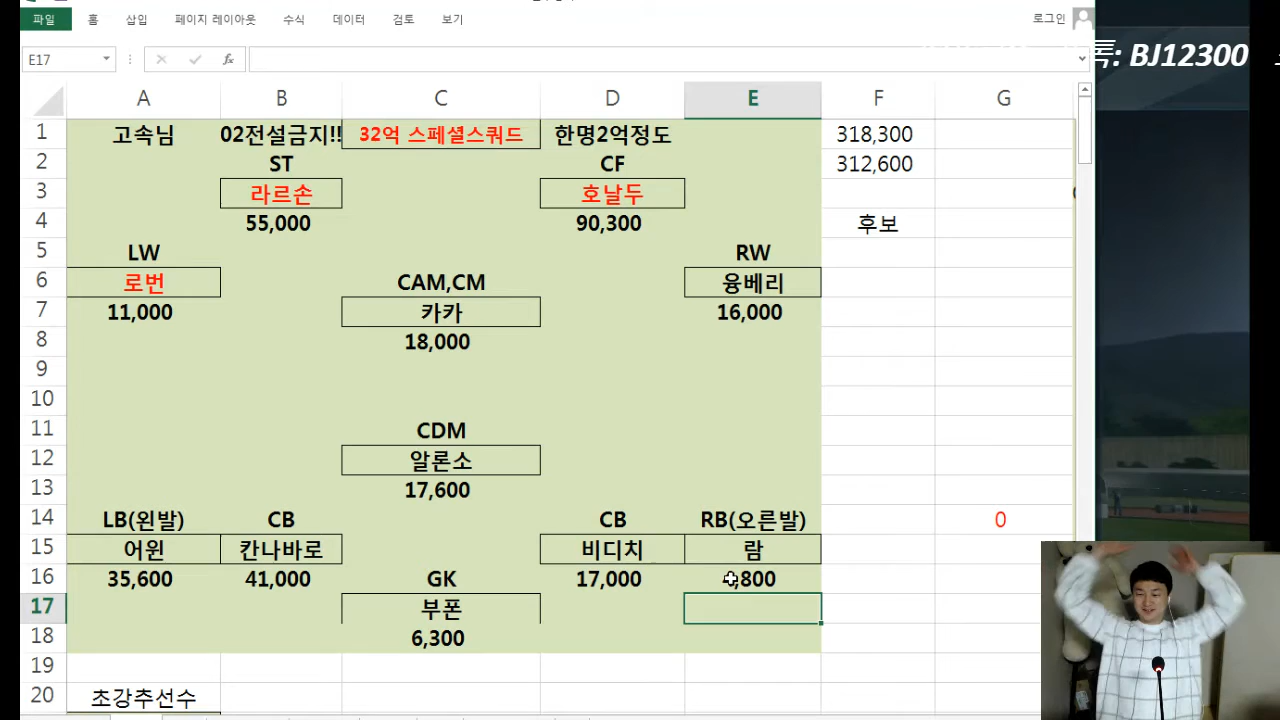 파일 홈 삽입 페이지 레이아웃 수식 데이터 검토 보기 로그인
E17 fx
톡: BJ12300
A B C D E F G
1 고속님 02전설금지!! 32억 스페셜스쿼드 한명2억정도 318,300
2 ST CF 312,600
3 라르손 호날두
4 55,000 90,300 후보
5 LW RW
6 로번 CAM,CM 융베리
7 11,000 카카 16,000
8 18,000
9
10
11 CDM
12 알론소
13 17,600
14 LB(왼발) CB CB RB(오른발) 0
15 어윈 칸나바로 비디치 람
16 35,600 41,000 GK 17,000
17 부폰
18 6,300
19
20 초강추선수